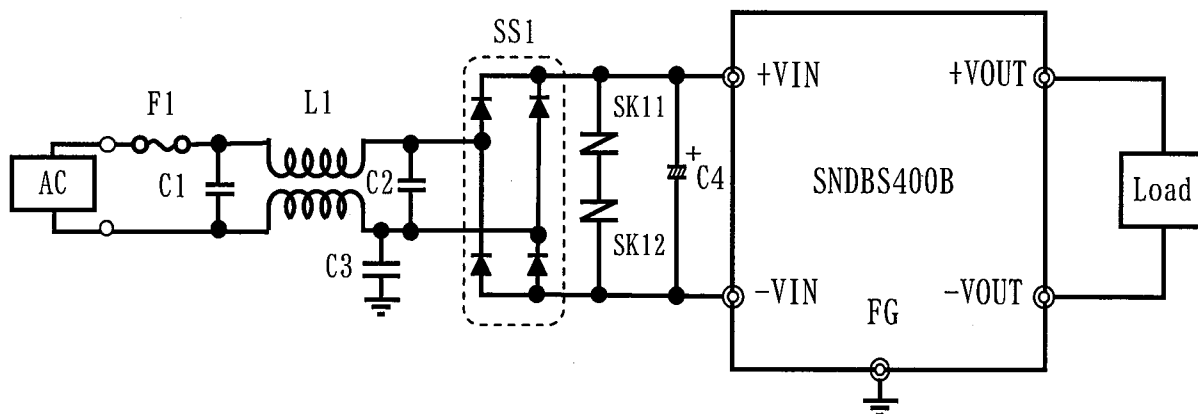 SS1
F1
L1
AC
C1
C2
C3
SK11
SK12
+
C4
+VIN
-VIN
SNDBS400B
FG
+VOUT
-VOUT
Load